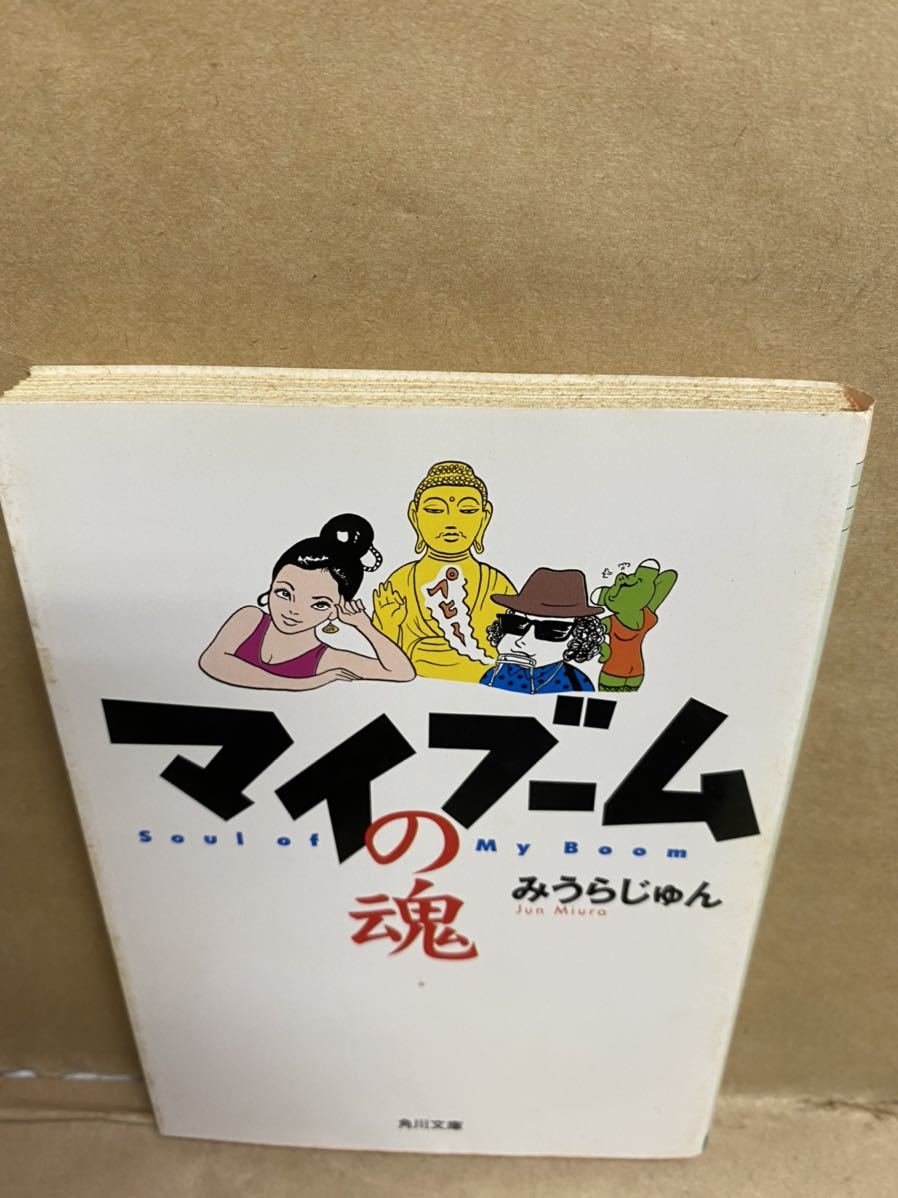 ペヒ〜
マイブーム
の
魂
Soul of My Boom
みうらじゅん
Jun Miura
角川文庫